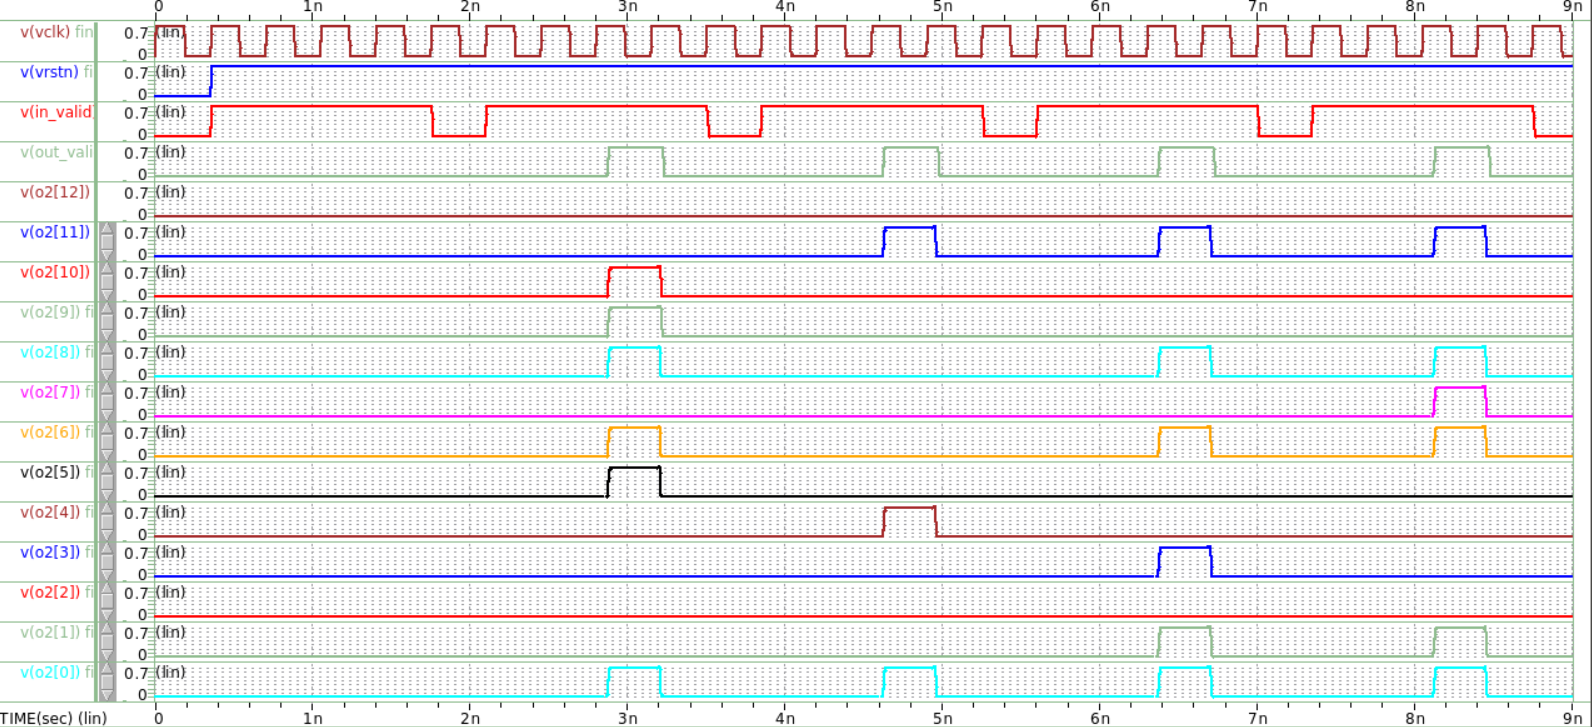 0 1n 2n 3n 4n 5n 6n 7n 8n 9n
v(vclk) fin 0.7 (lin)
0
v(vrstn) fi 0.7 (lin)
0
v(in_valid) 0.7 (lin)
0
v(out_vali 0.7 (lin)
0
v(o2[12]) 0.7 (lin)
0
v(o2[11]) 0.7 (lin)
0
v(o2[10]) 0.7 (lin)
0
v(o2[9]) fi 0.7 (lin)
0
v(o2[8]) fi 0.7 (lin)
0
v(o2[7]) fi 0.7 (lin)
0
v(o2[6]) fi 0.7 (lin)
0
v(o2[5]) fi 0.7 (lin)
0
v(o2[4]) fi 0.7 (lin)
0
v(o2[3]) fi 0.7 (lin)
0
v(o2[2]) fi 0.7 (lin)
0
v(o2[1]) fi 0.7 (lin)
0
v(o2[0]) fi 0.7 (lin)
0
TIME(sec) (lin) 0 1n 2n 3n 4n 5n 6n 7n 8n 9n